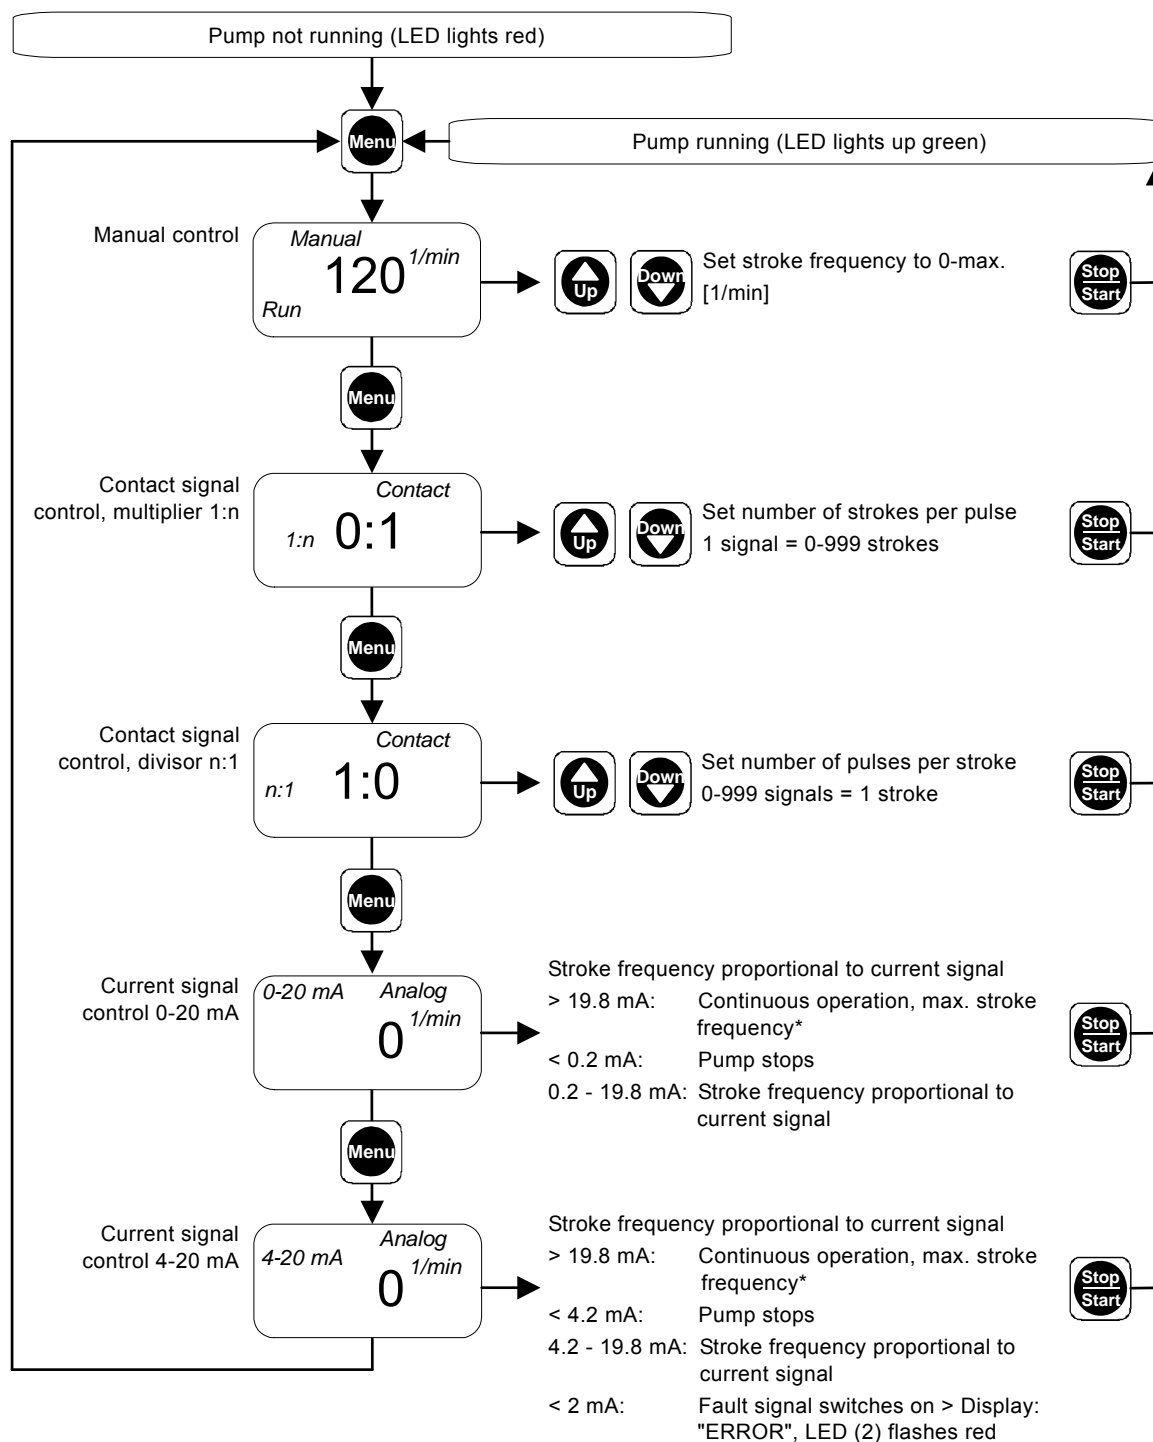 Pump not running (LED lights red)
Menu
Pump running (LED lights up green)
Manual control
Manual
120 1/min
Run
Up
Down
Set stroke frequency to 0-max.
[1/min]
Stop
Start
Menu
Contact signal
control, multiplier 1:n
Contact
1:n 0:1
Up
Down
Set number of strokes per pulse
1 signal = 0-999 strokes
Stop
Start
Menu
Contact signal
control, divisor n:1
Contact
n:1 1:0
Up
Down
Set number of pulses per stroke
0-999 signals = 1 stroke
Stop
Start
Menu
Current signal
control 0-20 mA
0-20 mA Analog
0 1/min
Stroke frequency proportional to current signal
> 19.8 mA: Continuous operation, max. stroke
frequency*
< 0.2 mA: Pump stops
0.2 - 19.8 mA: Stroke frequency proportional to
current signal
Stop
Start
Menu
Current signal
control 4-20 mA
Analog
4-20 mA 0 1/min
Stroke frequency proportional to current signal
> 19.8 mA: Continuous operation, max. stroke
frequency*
< 4.2 mA: Pump stops
4.2 - 19.8 mA: Stroke frequency proportional to
current signal
< 2 mA: Fault signal switches on > Display:
"ERROR", LED (2) flashes red
Stop
Start